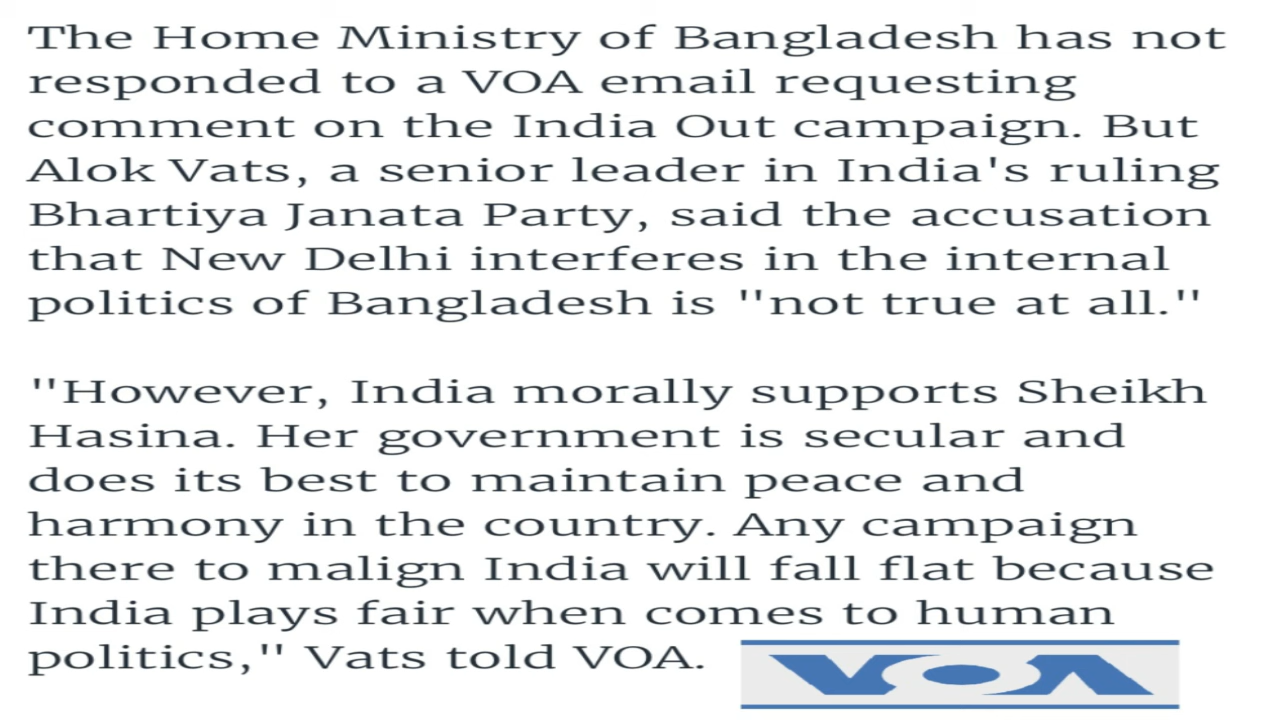 The Home Ministry of Bangladesh has not
responded to a VOA email requesting
comment on the India Out campaign. But
Alok Vats, a senior leader in India's ruling
Bhartiya Janata Party, said the accusation
that New Delhi interferes in the internal
politics of Bangladesh is "not true at all."
"However, India morally supports Sheikh
Hasina. Her government is secular and
does its best to maintain peace and
harmony in the country. Any campaign
there to malign India will fall flat because
India plays fair when comes to human
politics," Vats told VOA.
VOA